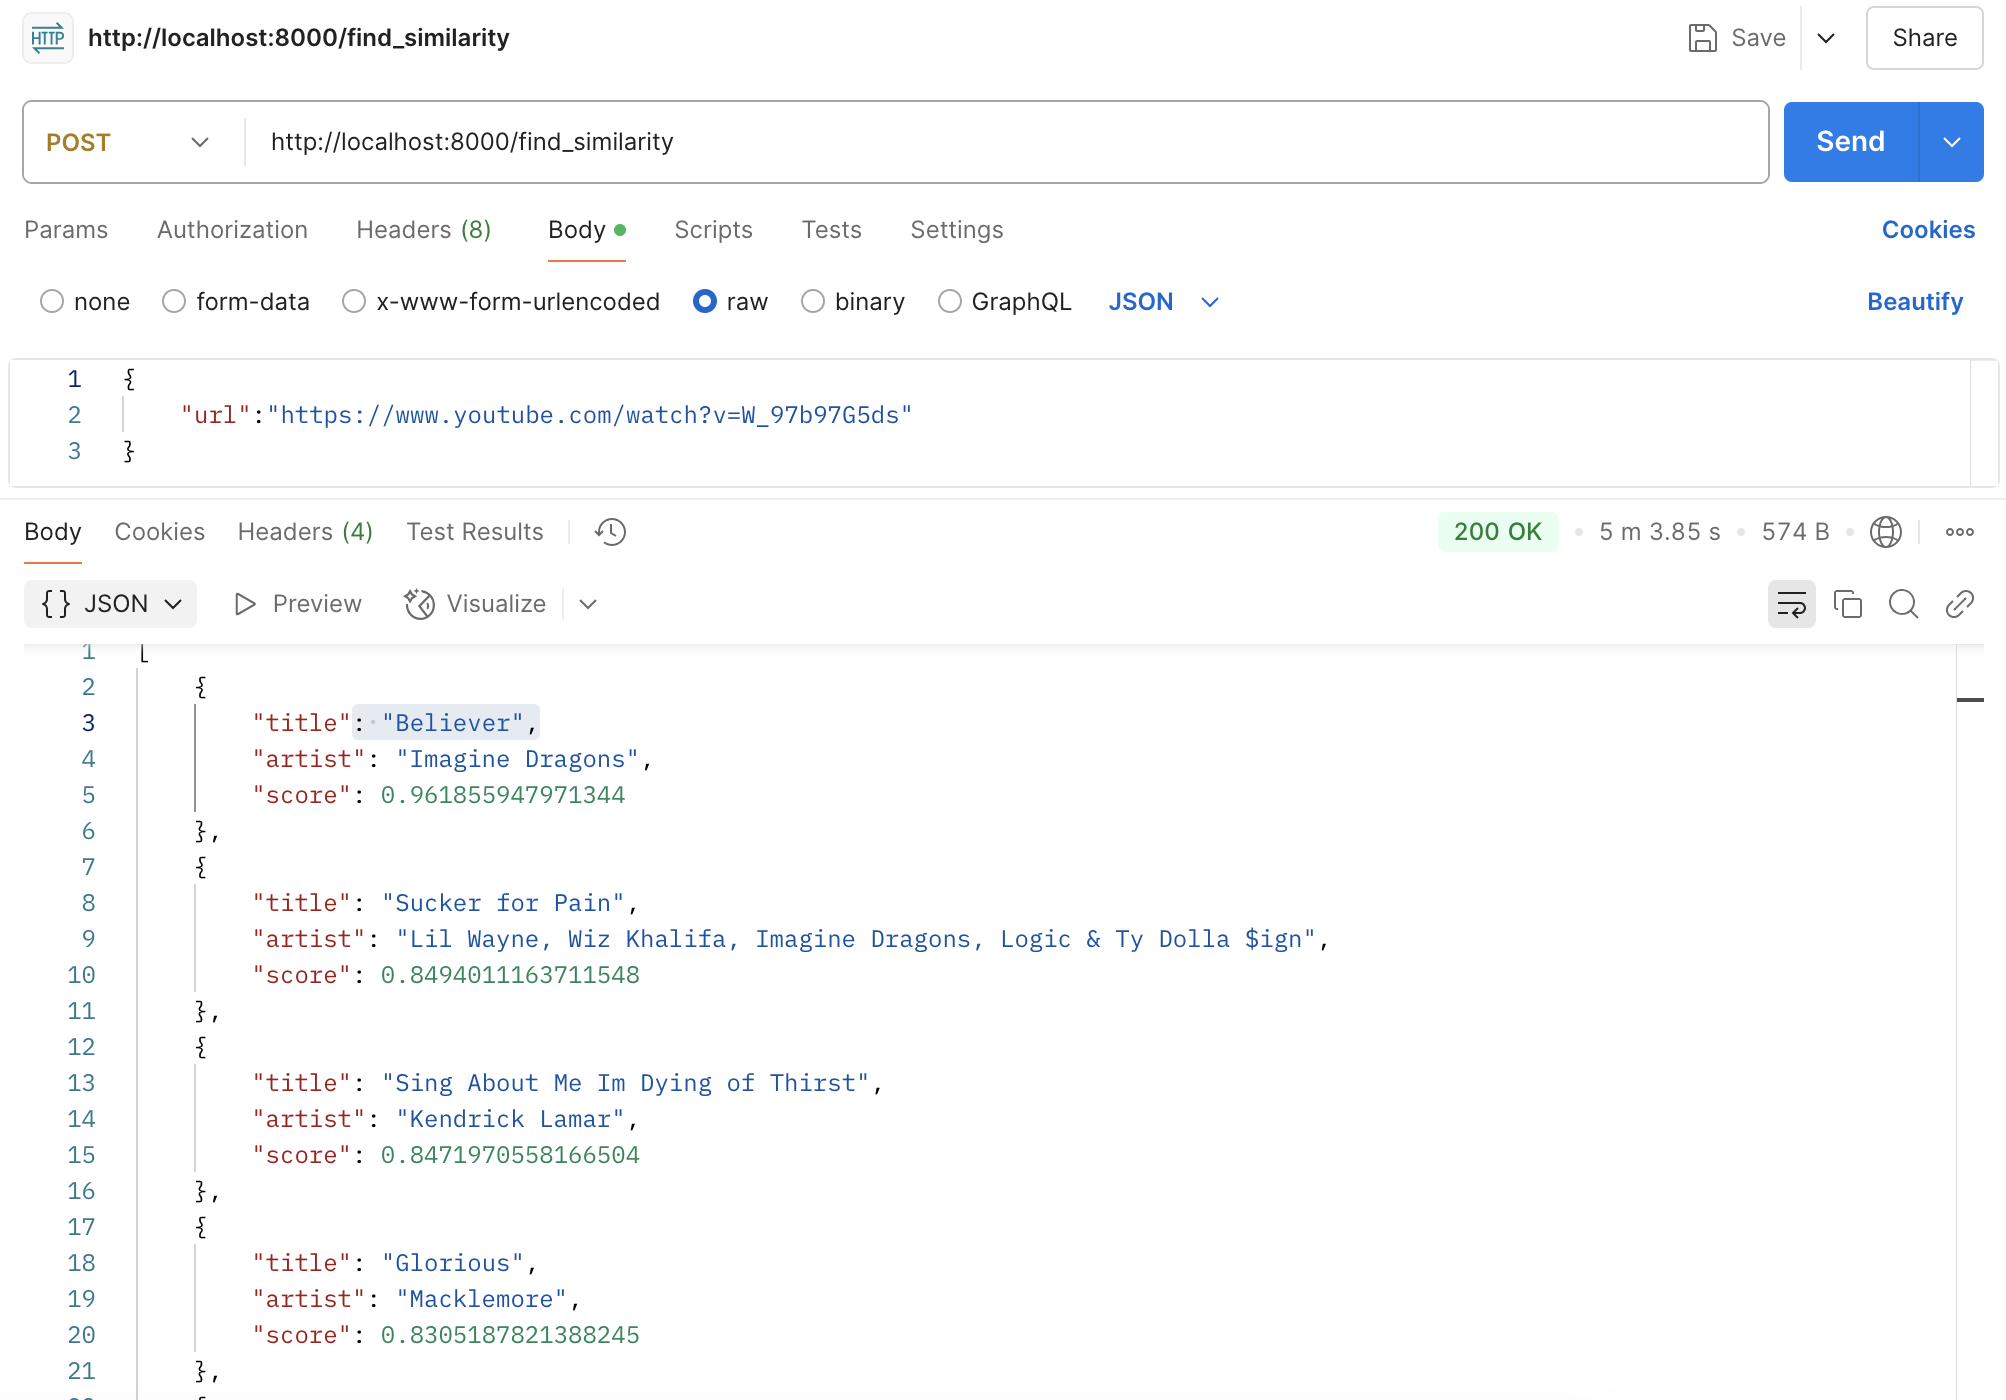 HTTP http://localhost:8000/find_similarity Save Share
POST http://localhost:8000/find_similarity Send
Params Authorization Headers (8) Body Scripts Tests Settings Cookies
none form-data x-www-form-urlencoded raw binary GraphQL JSON Beautify
1 {
2 "url":"https://www.youtube.com/watch?v=W_97b97G5ds"
3 }
Body Cookies Headers (4) Test Results 200 OK • 5 m 3.85 s • 574 B
{} JSON Preview Visualize
1 [
2 {
3 "title": "Believer",
4 "artist": "Imagine Dragons",
5 "score": 0.961855947971344
6 },
7 {
8 "title": "Sucker for Pain",
9 "artist": "Lil Wayne, Wiz Khalifa, Imagine Dragons, Logic & Ty Dolla $ign",
10 "score": 0.8494011163711548
11 },
12 {
13 "title": "Sing About Me Im Dying of Thirst",
14 "artist": "Kendrick Lamar",
15 "score": 0.8471970558166504
16 },
17 {
18 "title": "Glorious",
19 "artist": "Macklemore",
20 "score": 0.8305187821388245
21 },